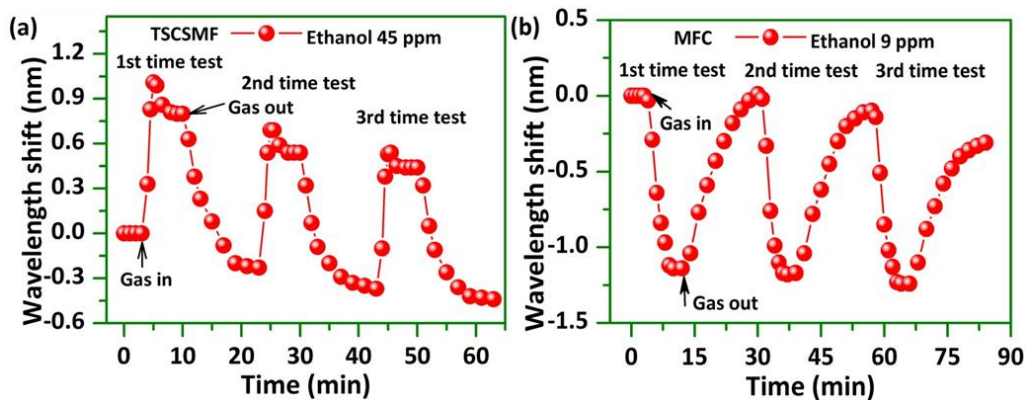 (a)
TSCSMF
Ethanol 45 ppm
1st time test
2nd time test
Gas out
3rd time test
Gas in
Wavelength shift (nm)
1.2
0.9
0.6
0.3
0.0
-0.3
-0.6
0 10 20 30 40 50 60
Time (min)
(b)
MFC
Ethanol 9 ppm
1st time test 2nd time test 3rd time test
Gas in
Gas out
Wavelength shift (nm)
0.5
0.0
-0.5
-1.0
-1.5
0 15 30 45 60 75 90
Time (min)